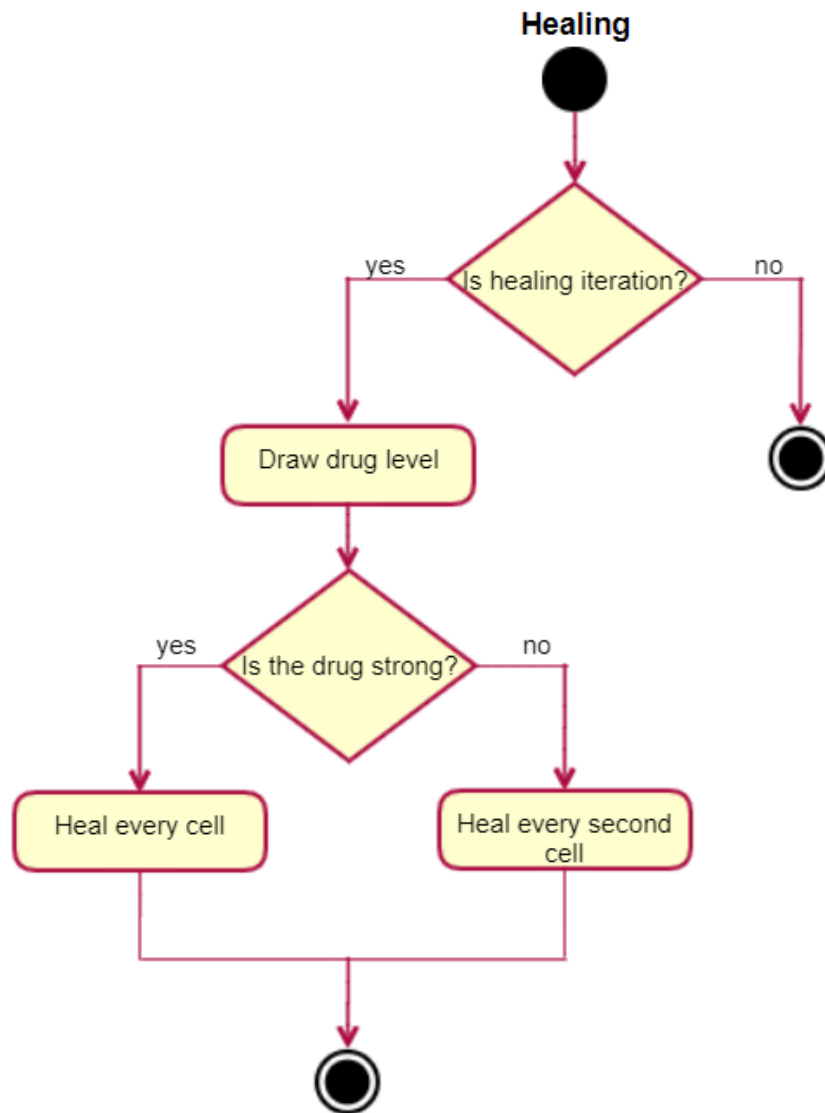 Healing
yes
Is healing iteration?
no
Draw drug level
yes
Is the drug strong?
no
Heal every cell
Heal every second
cell